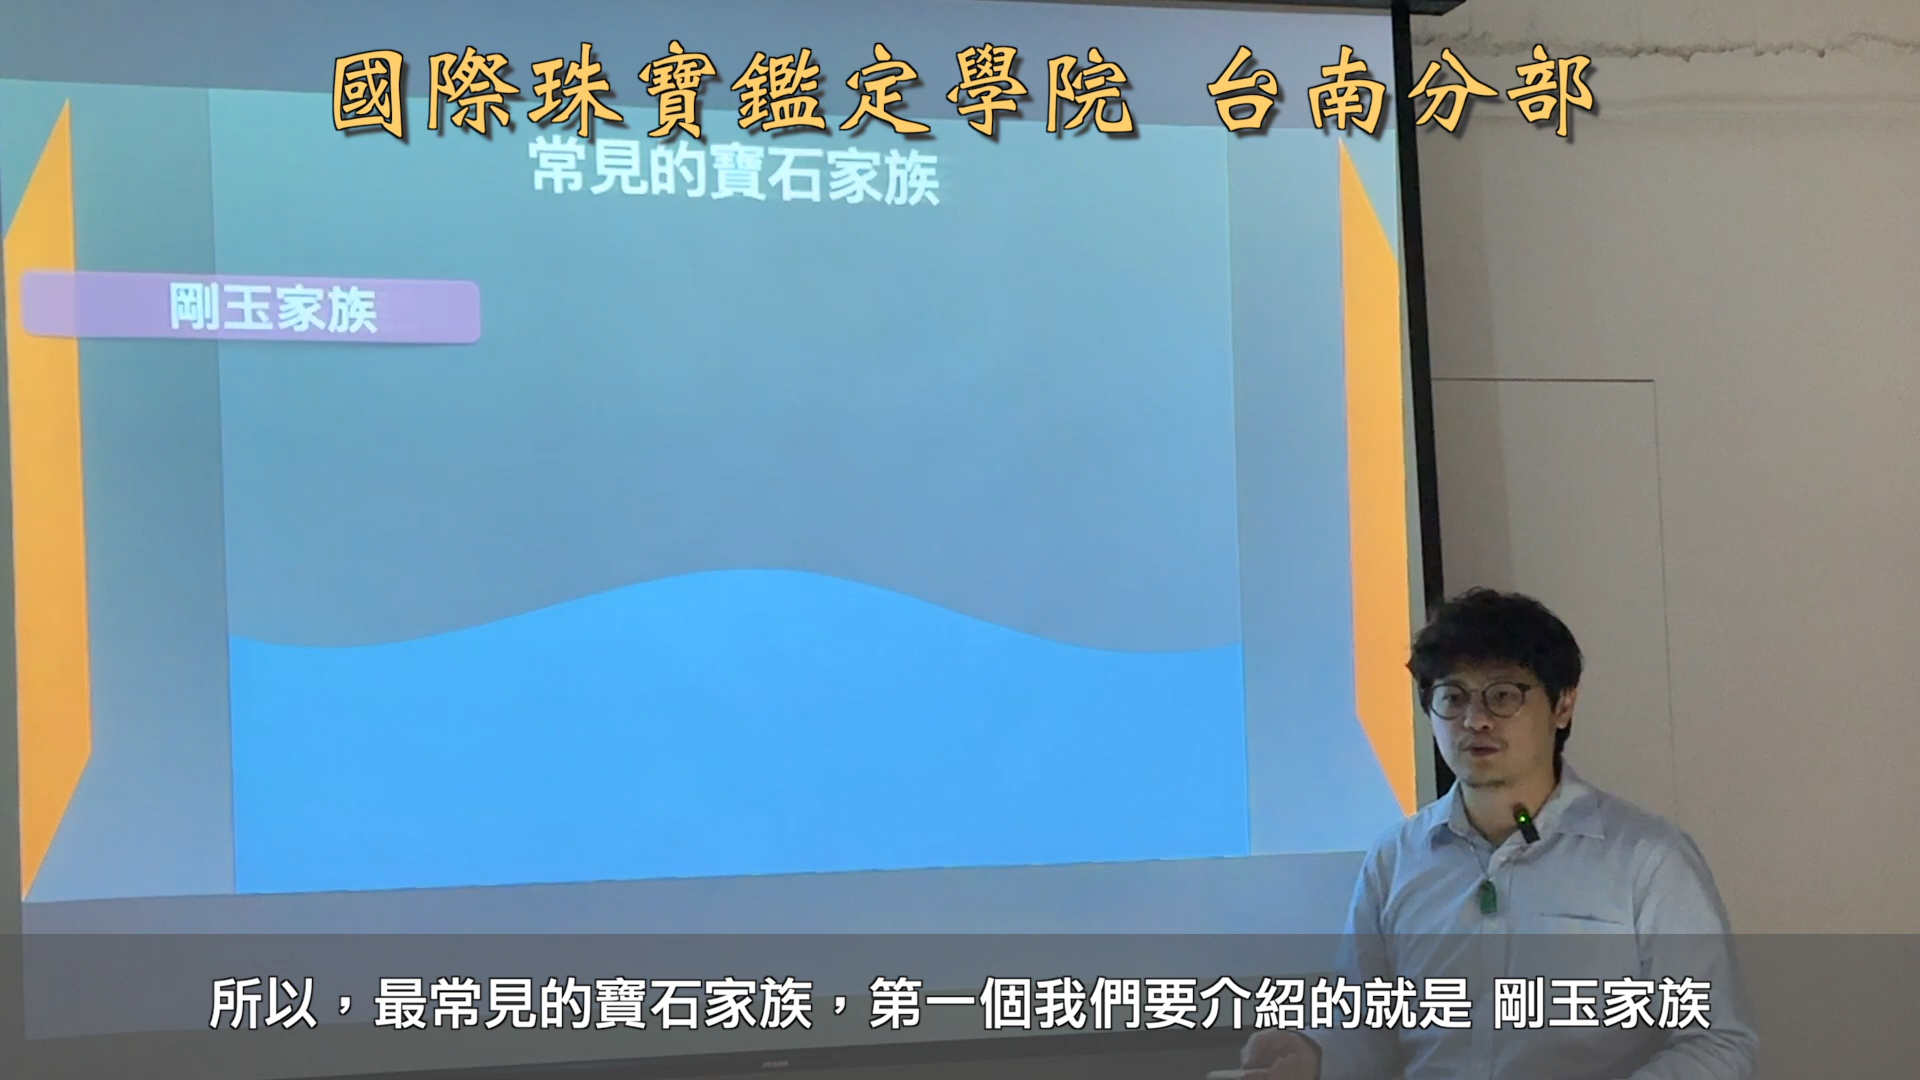 國際珠寶鑑定學院 台南分部
常見的寶石家族
剛玉家族
所以，最常見的寶石家族，第一個我們要介紹的就是 剛玉家族